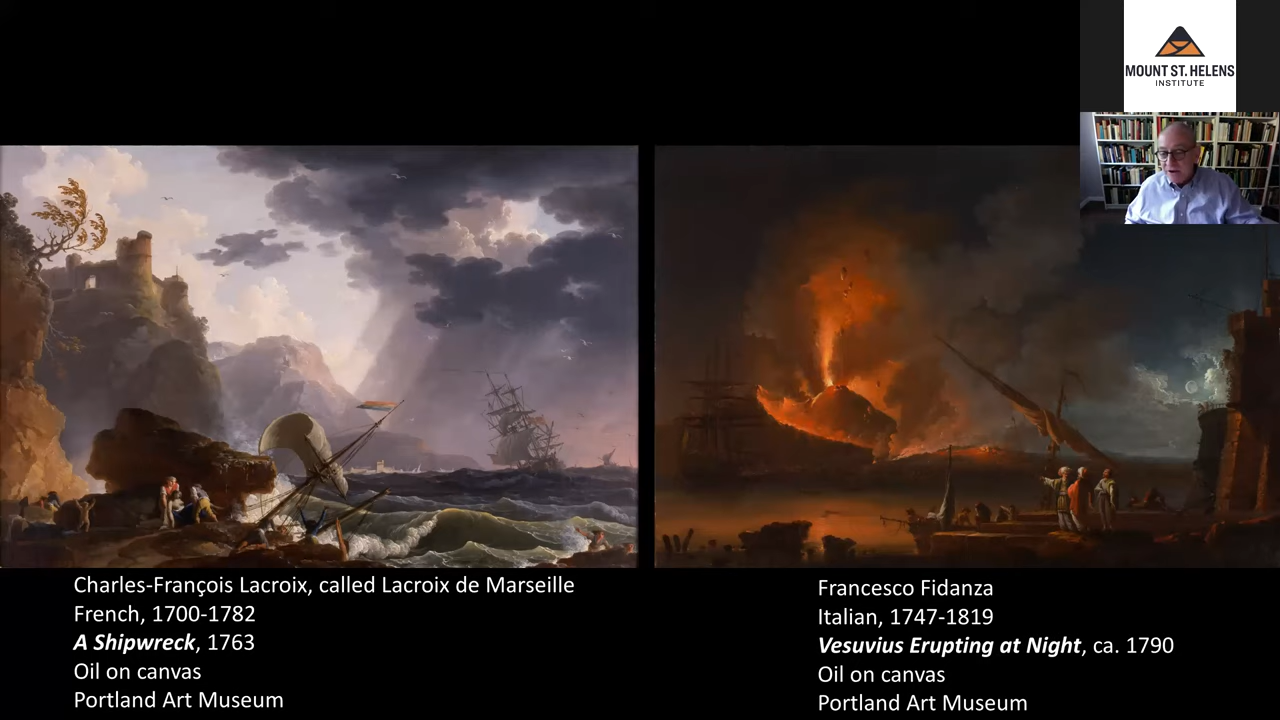 MOUNT ST. HELENS
INSTITUTE
Charles-François Lacroix, called Lacroix de Marseille
French, 1700-1782
A Shipwreck, 1763
Oil on canvas
Portland Art Museum
Francesco Fidanza
Italian, 1747-1819
Vesuvius Erupting at Night, ca. 1790
Oil on canvas
Portland Art Museum